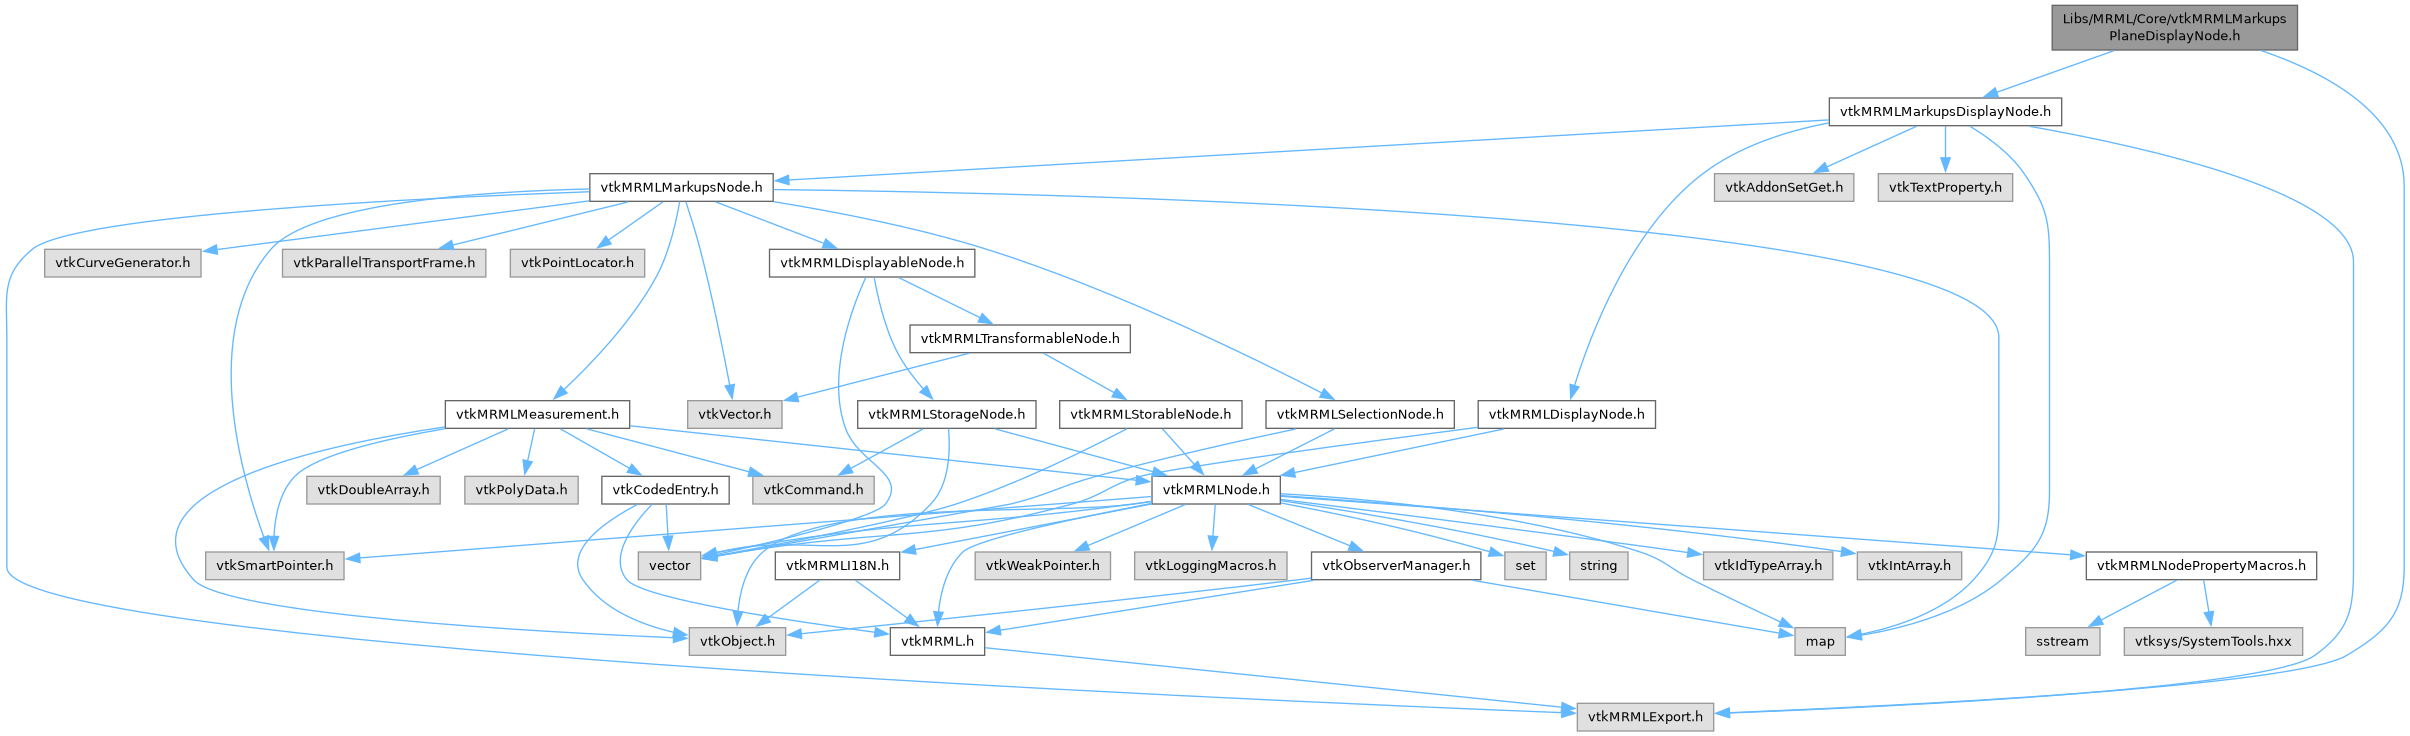 Libs/MRML/Core/vtkMRMLMarkups
PlaneDisplayNode.h
vtkMRMLMarkupsDisplayNode.h
vtkMRMLMarkupsNode.h
vtkAddonSetGet.h
vtkTextProperty.h
vtkCurveGenerator.h
vtkParallelTransportFrame.h
vtkPointLocator.h
vtkMRMLDisplayableNode.h
vtkMRMLTransformableNode.h
vtkMRMLMeasurement.h
vtkVector.h
vtkMRMLStorageNode.h
vtkMRMLStorableNode.h
vtkMRMLSelectionNode.h
vtkMRMLDisplayNode.h
vtkDoubleArray.h
vtkPolyData.h
vtkCodedEntry.h
vtkCommand.h
vtkMRMLNode.h
vtkSmartPointer.h
vector
vtkMRMLI18N.h
vtkWeakPointer.h
vtkLoggingMacros.h
vtkObserverManager.h
set
string
vtkIdTypeArray.h
vtkIntArray.h
vtkMRMLNodePropertyMacros.h
vtkObject.h
vtkMRML.h
map
sstream
vtksys/SystemTools.hxx
vtkMRMLExport.h